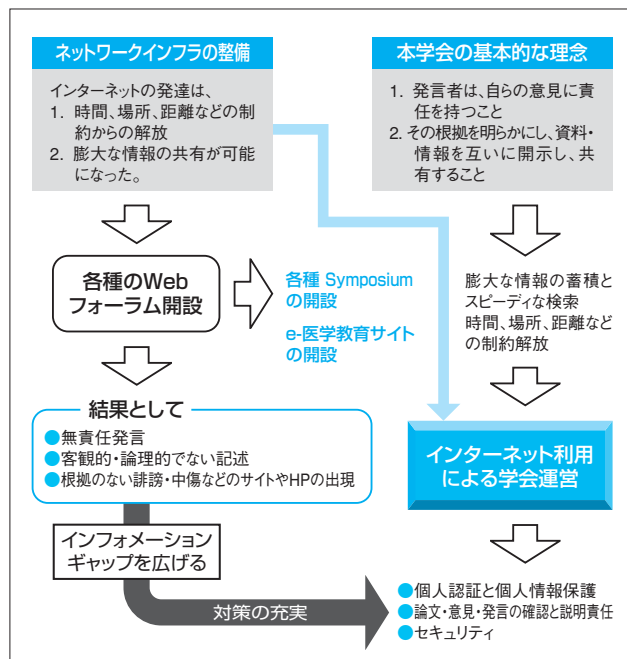 ネットワークインフラの整備
インターネットの発達は、
1. 時間、場所、距離などの制
約からの解放
2. 膨大な情報の共有が可能
になった。
各種のWeb
フォーラム開設
各種 Symposium
の開設
e-医学教育サイト
の開設
結果として
●無責任発言
●客観的・論理的でない記述
●根拠のない誹謗・中傷などのサイトやHPの出現
インフォメーション
ギャップを広げる
対策の充実
本学会の基本的な理念
1. 発言者は、自らの意見に責
任を持つこと
2. その根拠を明らかにし、資料・
情報を互いに開示し、共
有すること
膨大な情報の蓄積と
スピーディな検索
時間、場所、距離など
の制約解放
インターネット利用
による学会運営
●個人認証と個人情報保護
●論文・意見・発言の確認と説明責任
●セキュリティ